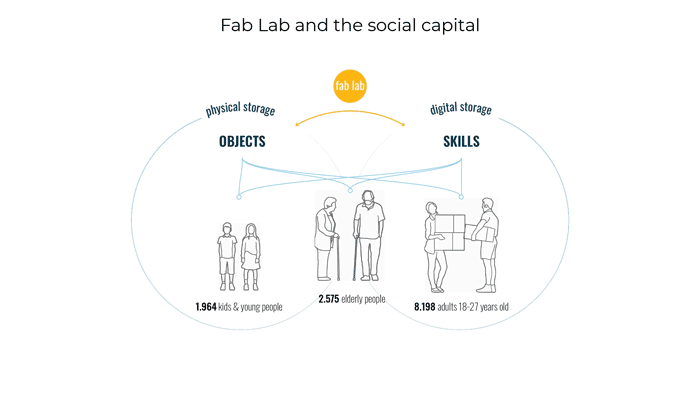 Fab Lab and the social capital
fab lab
physical storage
digital storage
OBJECTS
SKILLS
1.964 kids & young people
2.575 elderly people
8.198 adults 18-27 years old